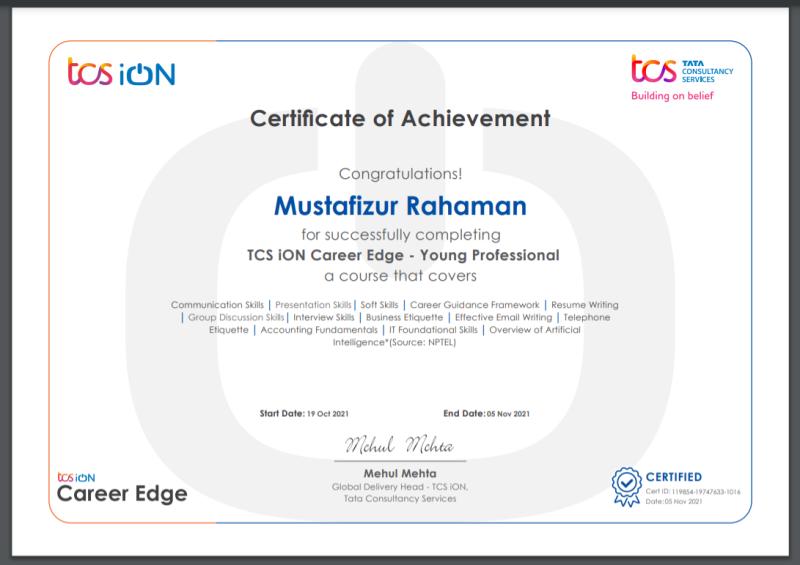 tcs iON
tcs TATA
CONSULTANCY
SERVICES
Building on belief
Certificate of Achievement
Congratulations!
Mustafizur Rahaman
for successfully completing
TCS iON Career Edge - Young Professional
a course that covers
Communication Skills | Presentation Skills | Soft Skills | Career Guidance Framework | Resume Writing
| Group Discussion Skills | Interview Skills | Business Etiquette | Effective Email Writing | Telephone
Etiquette | Accounting Fundamentals | IT Foundational Skills | Overview of Artificial
Intelligence*(Source: NPTEL)
Start Date: 19 Oct 2021 End Date: 05 Nov 2021
Mehul Mehta
Mehul Mehta
Global Delivery Head - TCS iON,
Tata Consultancy Services
tcs iON
Career Edge
CERTIFIED
Cert ID: 119854-19747633-1016
Date: 05 Nov 2021